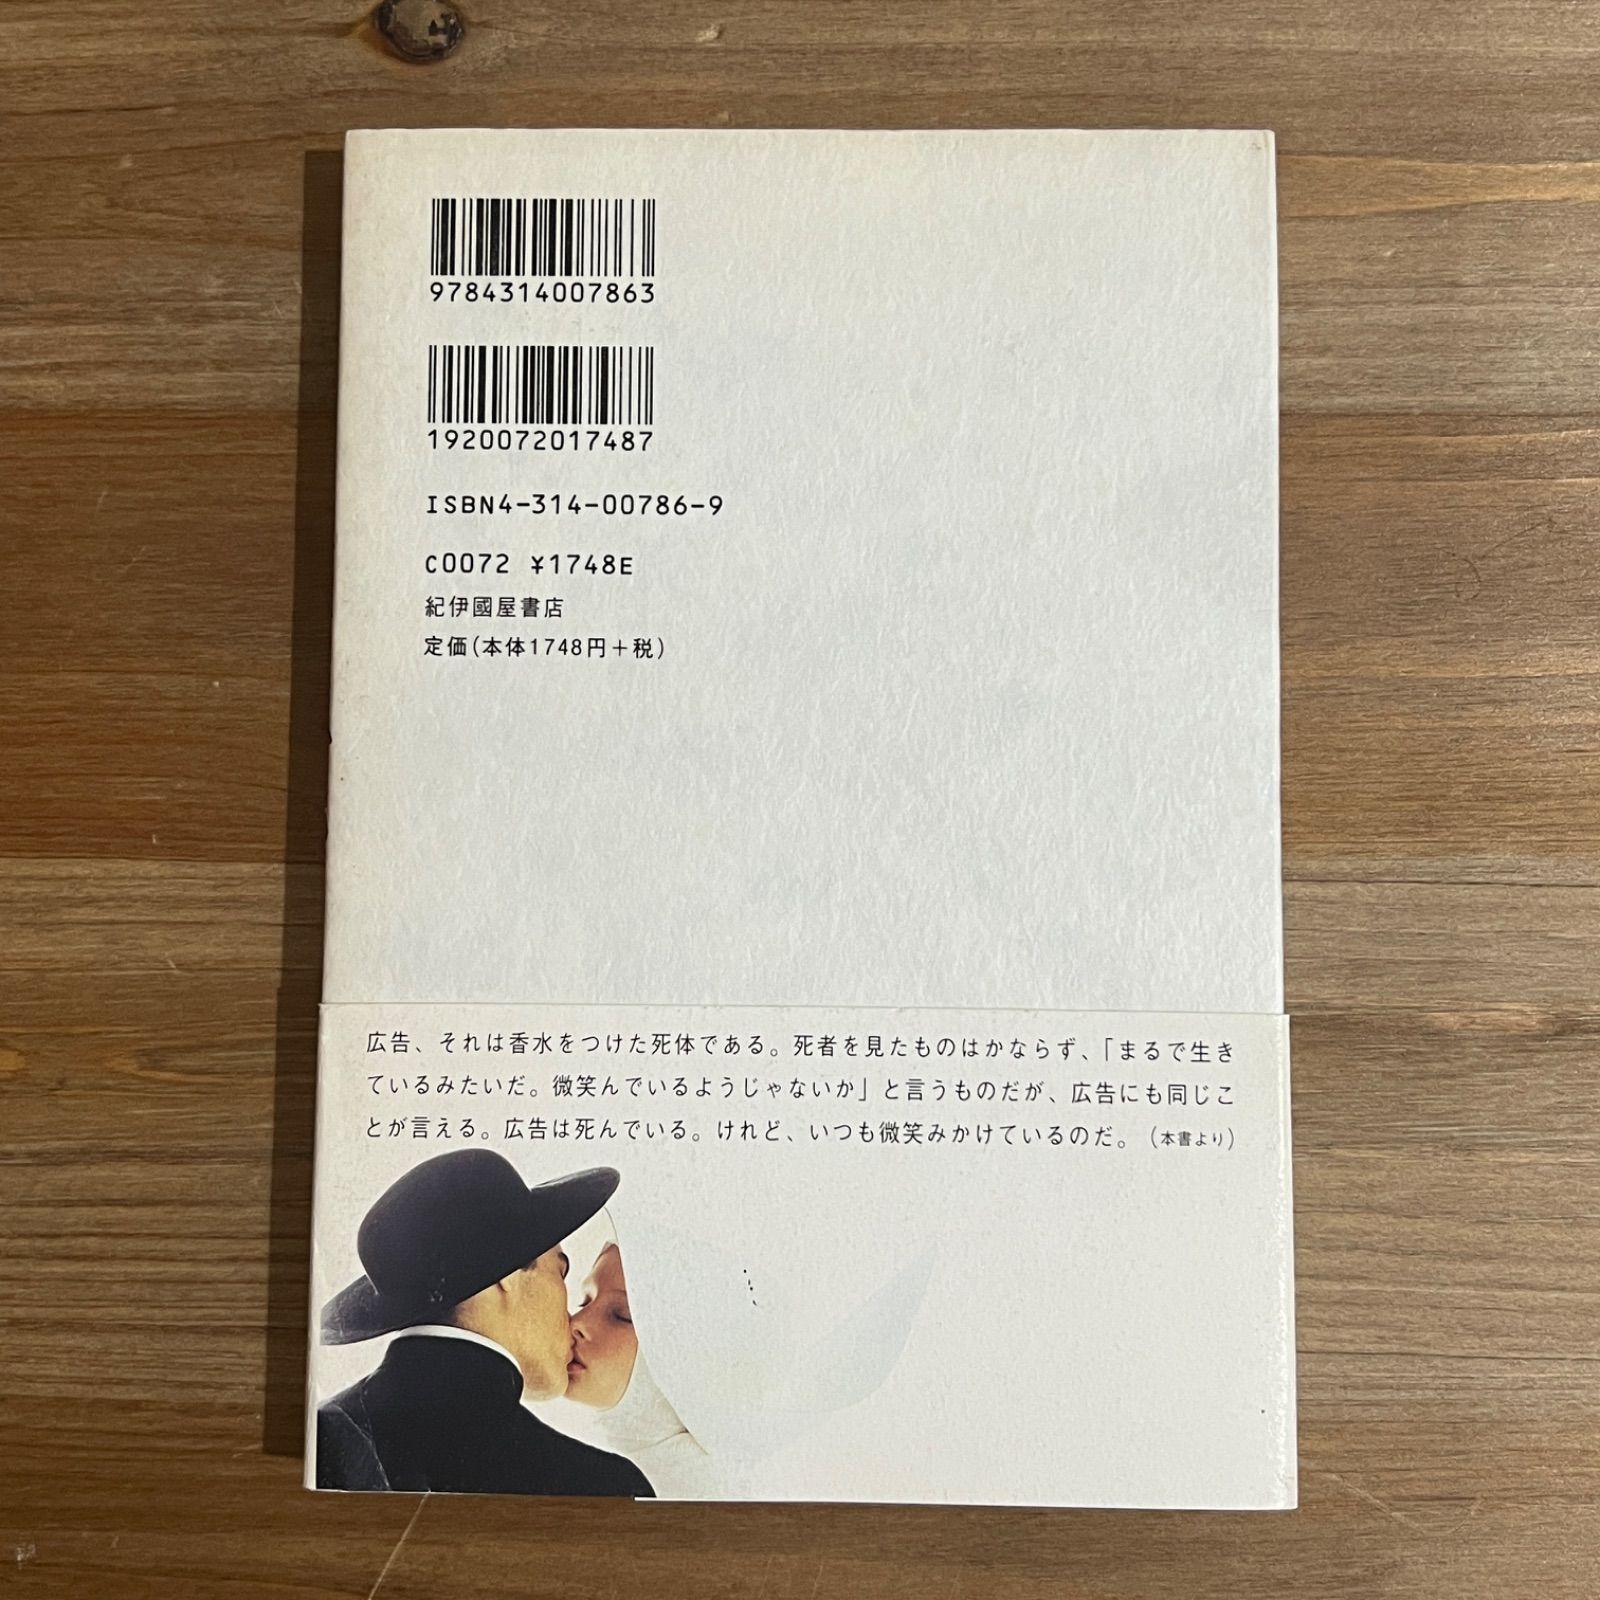 9784314007863
1920072017487
ISBN4-314-00786-9
C0072 ¥1748E
紀伊國屋書店
定価(本体1748円+税)
広告、それは香水をつけた死体である。死者を見たものはかならず、「まるで生き
ているみたいだ。微笑んでいるようじゃないか」と言うものだが、広告にも同じこ
とが言える。広告は死んでいる。けれど、いつも微笑みかけているのだ。(本書より)